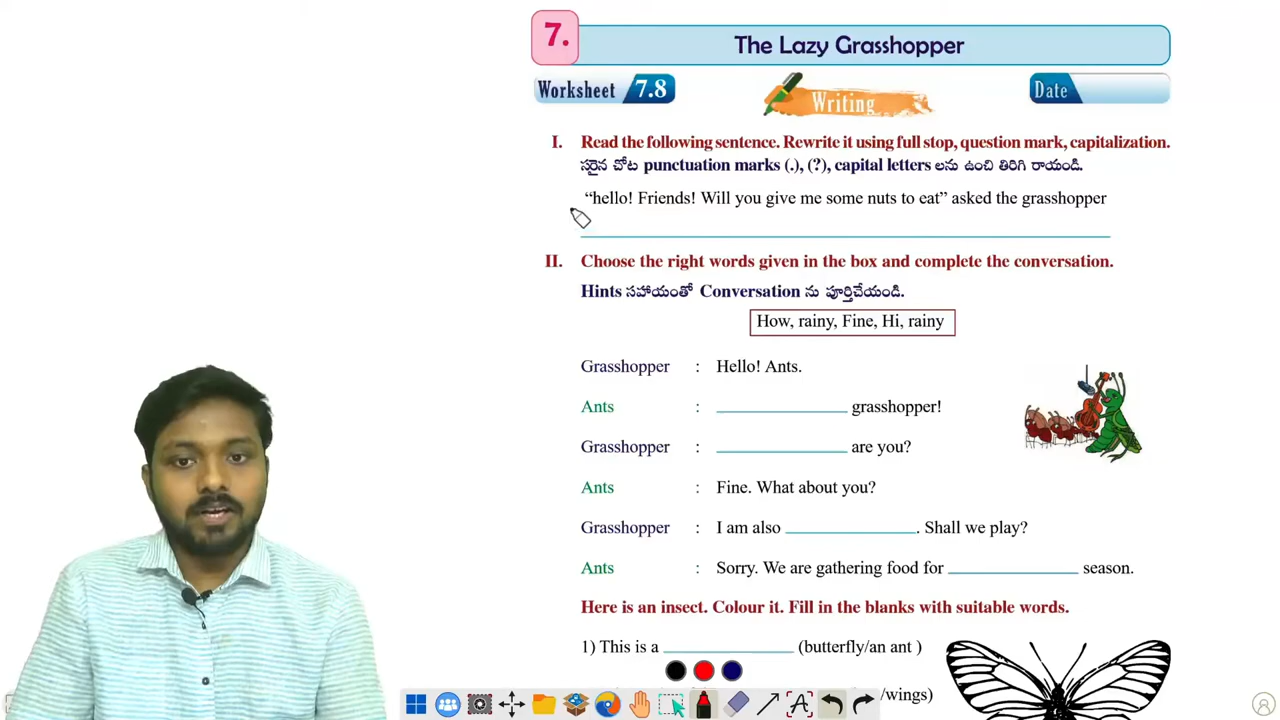 7.
The Lazy Grasshopper
Worksheet 7.8
Writing
Date
I. Read the following sentence. Rewrite it using full stop, question mark, capitalization.
సరైన చోట punctuation marks (.), (?), capital letters లను ఉంచి తిరిగి రాయండి.
“hello! Friends! Will you give me some nuts to eat” asked the grasshopper
II. Choose the right words given in the box and complete the conversation.
Hints సహాయంతో Conversation ను పూర్తిచేయండి.
How, rainy, Fine, Hi, rainy
Grasshopper : Hello! Ants.
Ants : grasshopper!
Grasshopper : are you?
Ants : Fine. What about you?
Grasshopper : I am also . Shall we play?
Ants : Sorry. We are gathering food for season.
Here is an insect. Colour it. Fill in the blanks with suitable words.
1) This is a (butterfly/an ant )
/wings)